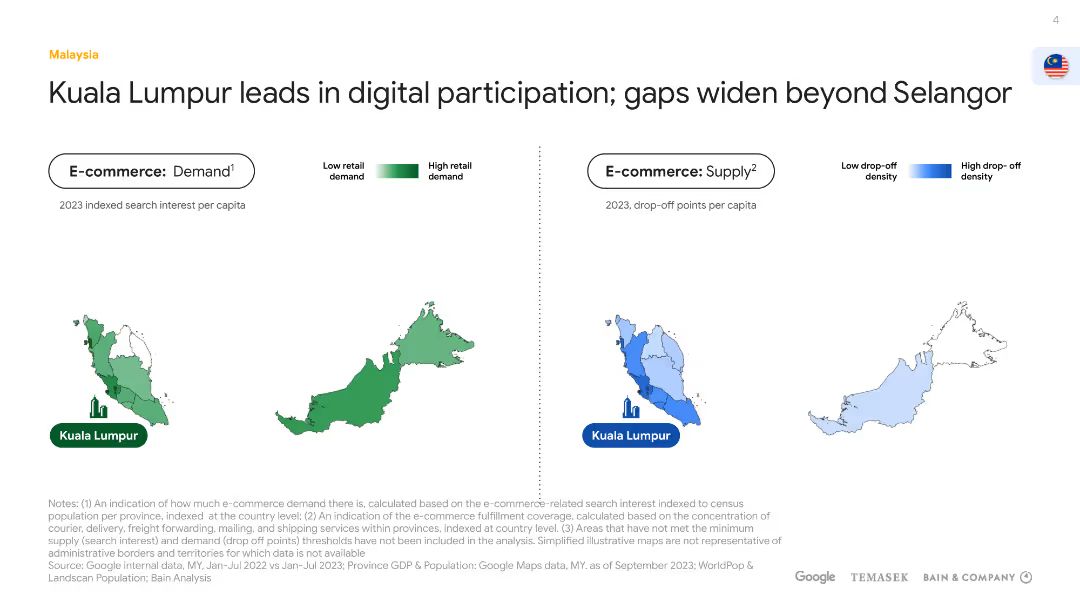 4
Malaysia
Kuala Lumpur leads in digital participation; gaps widen beyond Selangor
E-commerce: Demand1
Low retail demand
High retail demand
2023 indexed search interest per capita
Kuala Lumpur
E-commerce: Supply2
Low drop-off density
High drop- off density
2023, drop-off points per capita
Kuala Lumpur
Notes: (1) An indication of how much e-commerce demand there is, calculated based on the e-commerce-related search interest indexed to census
population per province, indexed at the country level; (2) An indication of the e-commerce fulfillment coverage, calculated based on the concentration of
courier, delivery, freight forwarding, mailing, and shipping services within provinces, indexed at country level. (3) Areas that have not met the minimum
supply (search interest) and demand (drop off points) thresholds have not been included in the analysis. Simplified illustrative maps are not representative of
administrative borders and territories for which data is not available
Source: Google internal data, MY, Jan-Jul 2022 vs Jan-Jul 2023; Province GDP & Population: Google Maps data, MY. as of September 2023; WorldPop &
Landscan Population; Bain Analysis
Google
TEMASEK
BAIN & COMPANY